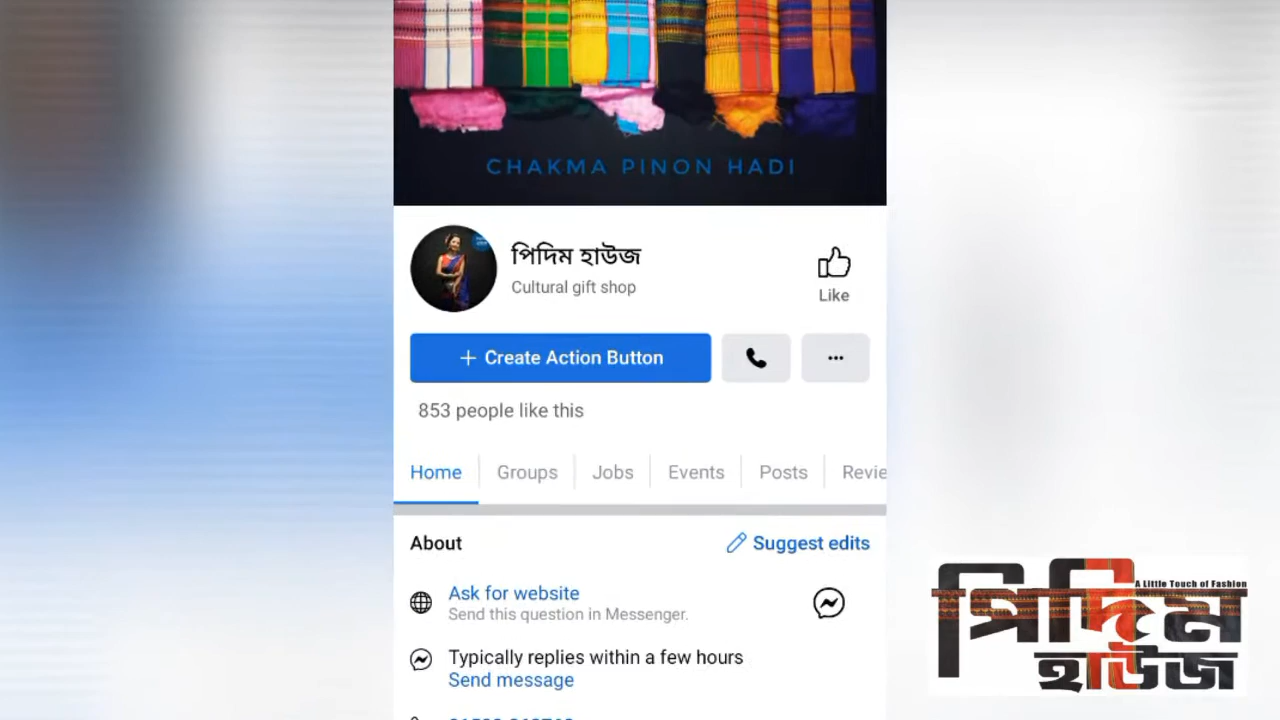 CHAKMA PINON HADI
পিদিম হাউজ
Cultural gift shop
Like
+ Create Action Button
853 people like this
Home Groups Jobs Events Posts Revie
About
Suggest edits
Ask for website
Send this question in Messenger.
Typically replies within a few hours
Send message
A Little Touch of Fashion
পিদিম
হাউজ